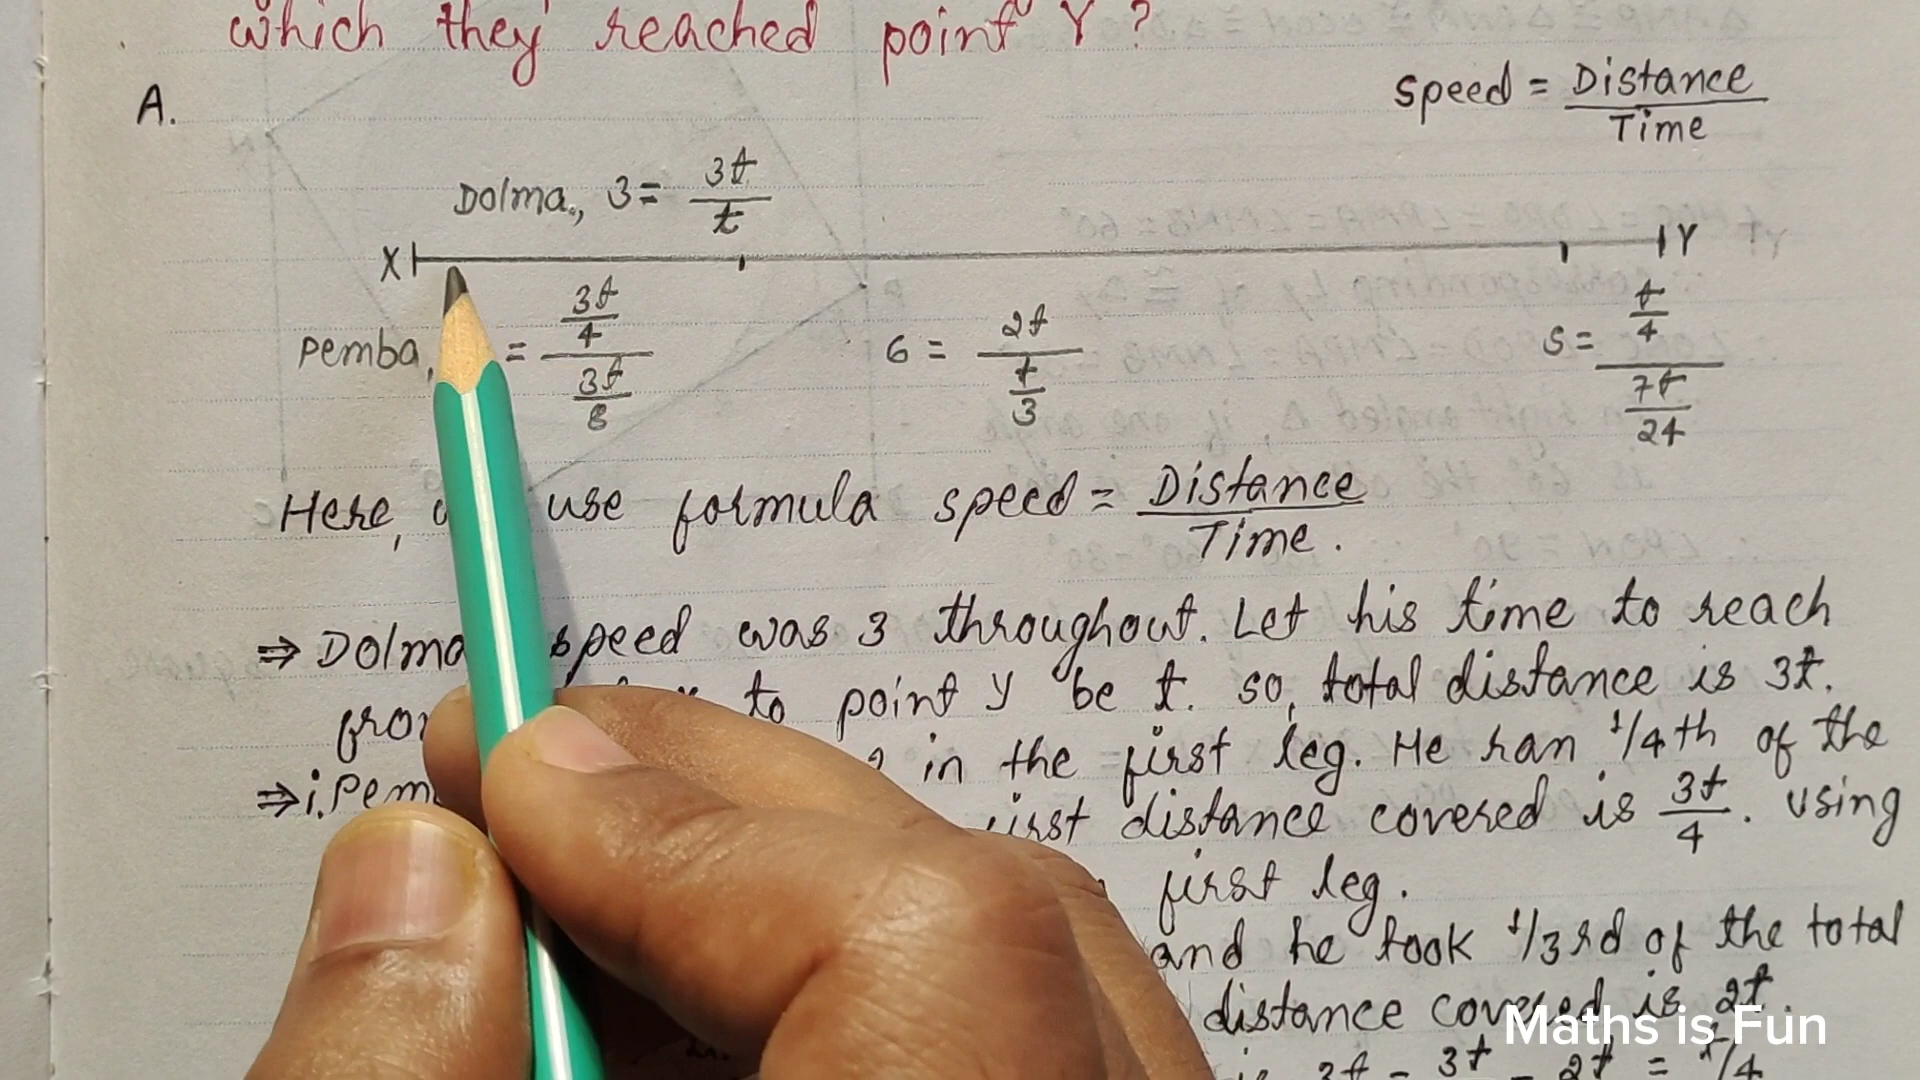 which they reached point Y ?
A.
Speed = Distance / Time
Dolma, 3 = 3t / t
X Y
Pemba, = 3t/4 / 3t/8
6 = 2t / t/3
s = t/4 / 7t/24
Here, use formula speed = Distance / Time.
⇒ Dolma speed was 3 throughout. Let his time to reach
to point y be t. so, total distance is 3t.
⇒ i. in the first leg. He ran 1/4th of the
distance covered is 3t/4. Using
first leg.
and he took 1/3rd of the total
distance covered is 2t.
3t - 3t - 2t = t/4
Maths is Fun